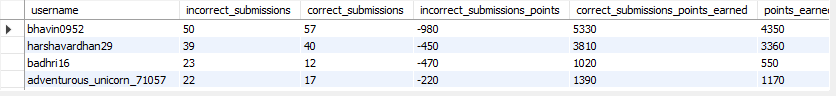 username incorrect_submissions correct_submissions incorrect_submissions_points correct_submissions_points_earned points_earne
bhavin0952 50 57 -980 5330 4350
harshavardhan29 39 40 -450 3810 3360
badhri16 23 12 -470 1020 550
adventurous_unicorn_71057 22 17 -220 1390 1170